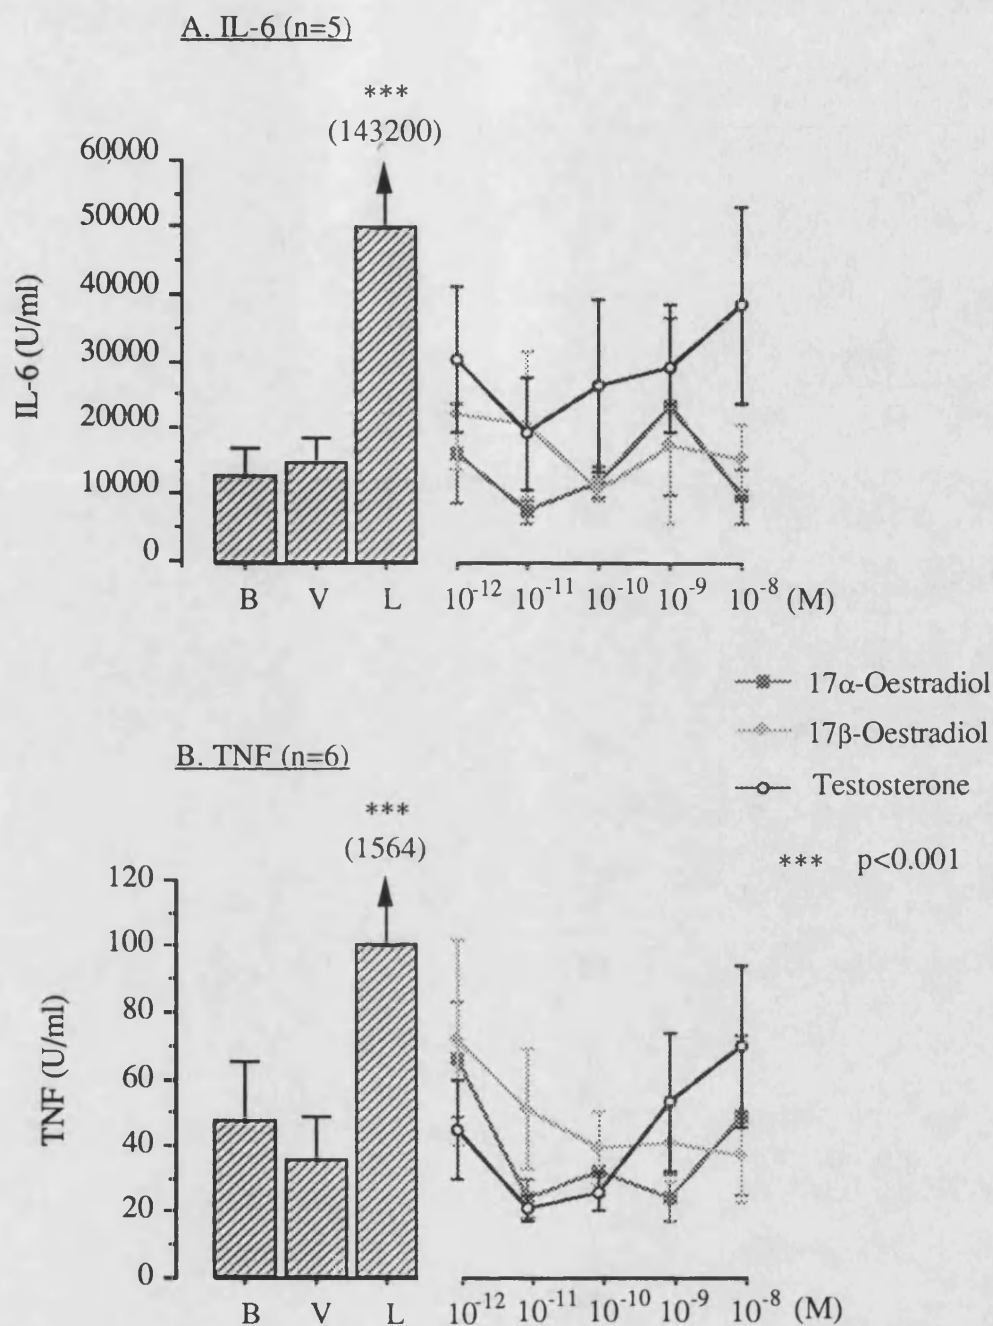 A. IL-6 (n=5)
***
(143200)
60000
50000
40000
30000
20000
10000
0
IL-6 (U/ml)
B V L 10⁻¹² 10⁻¹¹ 10⁻¹⁰ 10⁻⁹ 10⁻⁸ (M)
17α-Oestradiol
17β-Oestradiol
Testosterone
*** p<0.001
B. TNF (n=6)
***
(1564)
120
100
80
60
40
20
0
TNF (U/ml)
B V L 10⁻¹² 10⁻¹¹ 10⁻¹⁰ 10⁻⁹ 10⁻⁸ (M)